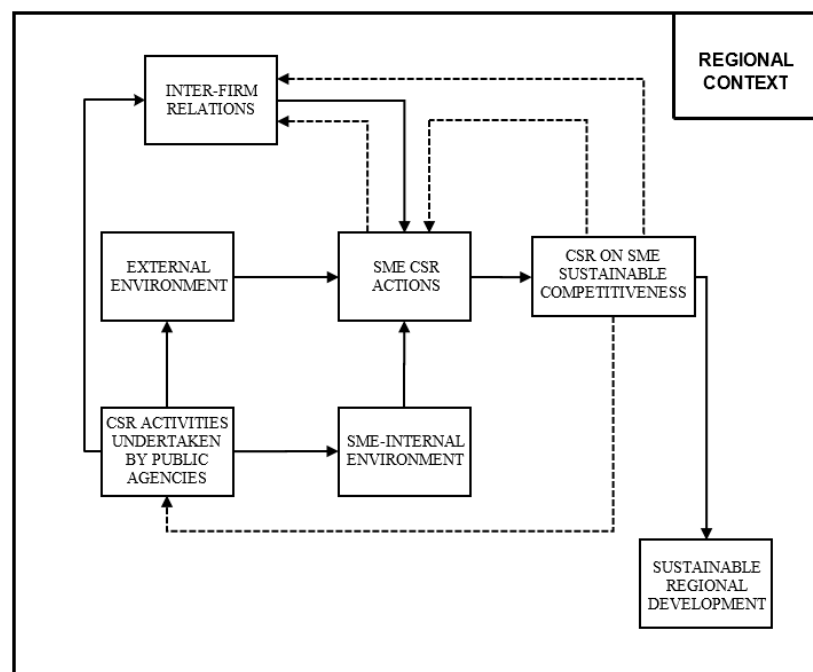 REGIONAL
CONTEXT
INTER-FIRM
RELATIONS
EXTERNAL
ENVIRONMENT
SME CSR
ACTIONS
CSR ON SME
SUSTAINABLE
COMPETITIVENESS
CSR ACTIVITIES
UNDERTAKEN
BY PUBLIC
AGENCIES
SME-INTERNAL
ENVIRONMENT
SUSTAINABLE
REGIONAL
DEVELOPMENT